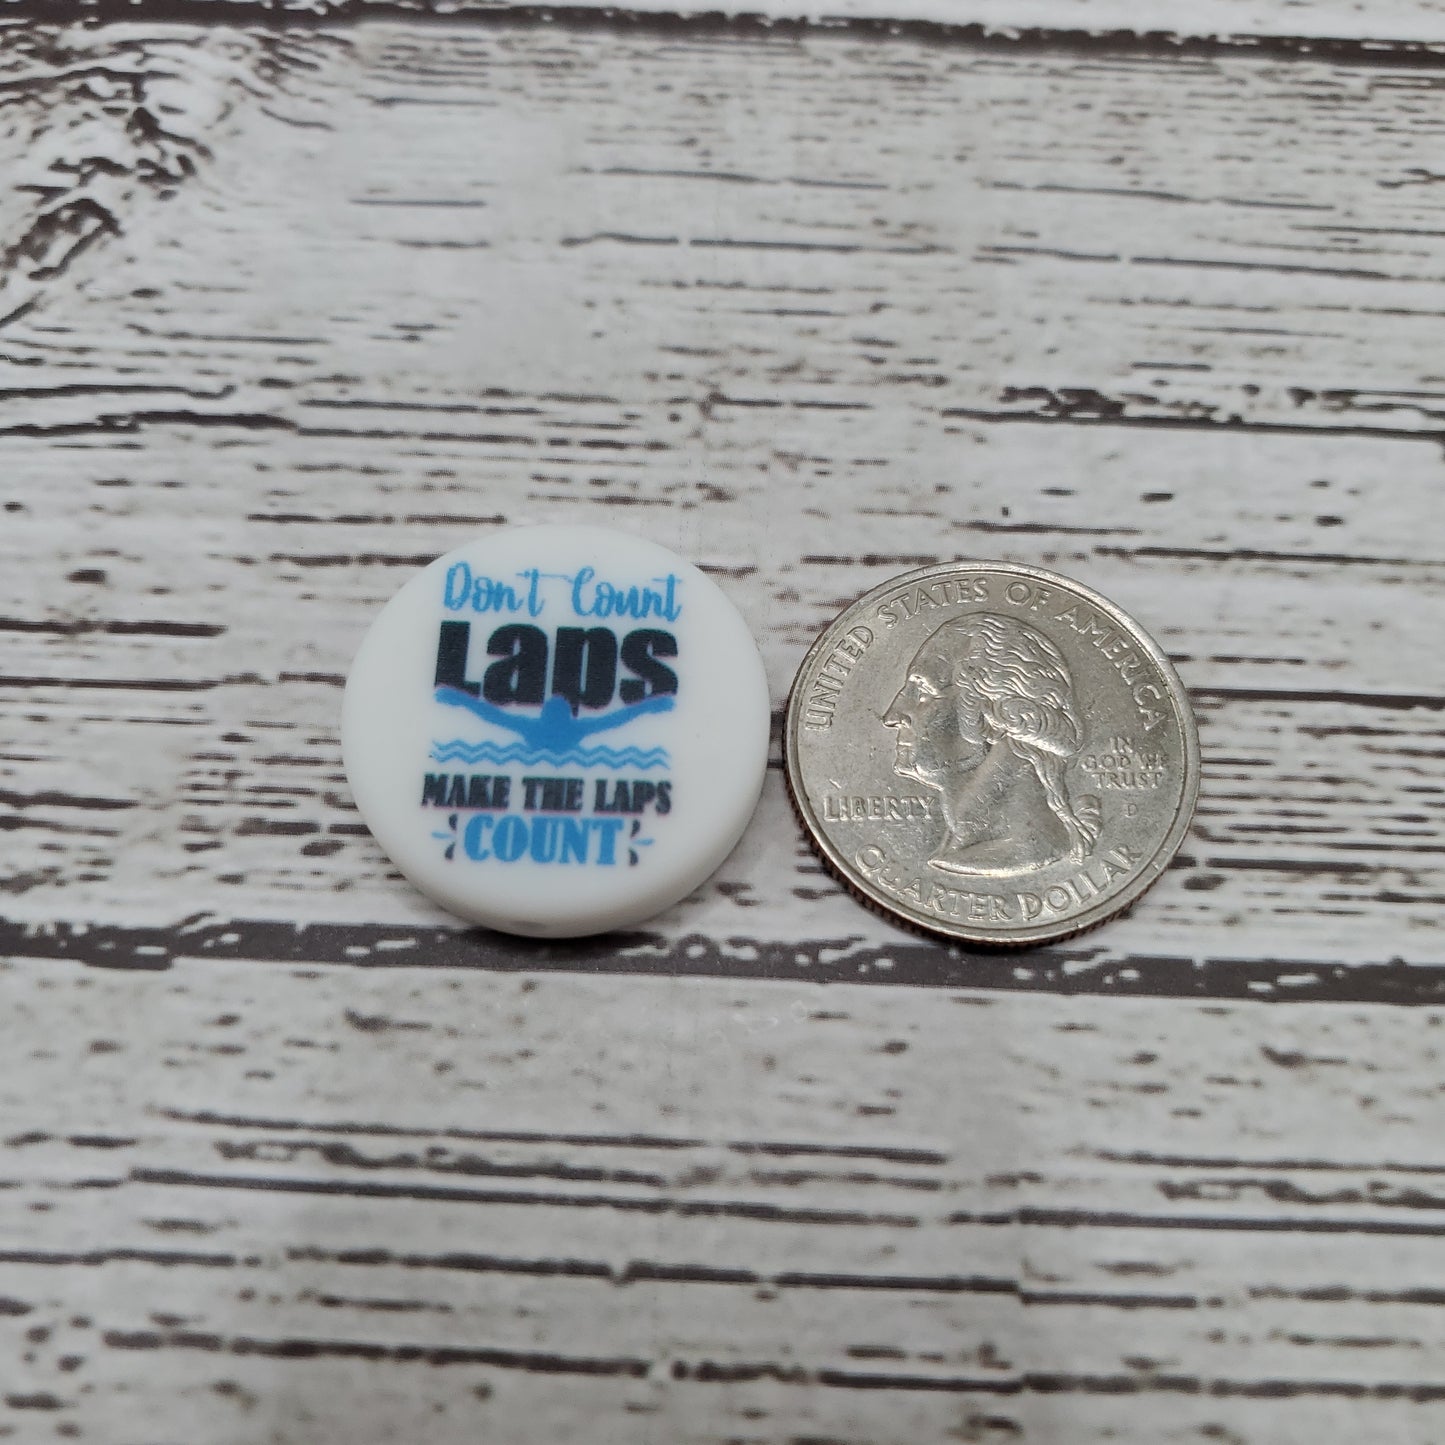 Don't Count
Laps
MAKE THE LAPS
COUNT
UNITED STATES OF AMERICA
LIBERTY
IN
GOD WE
TRUST
D
QUARTER DOLLAR